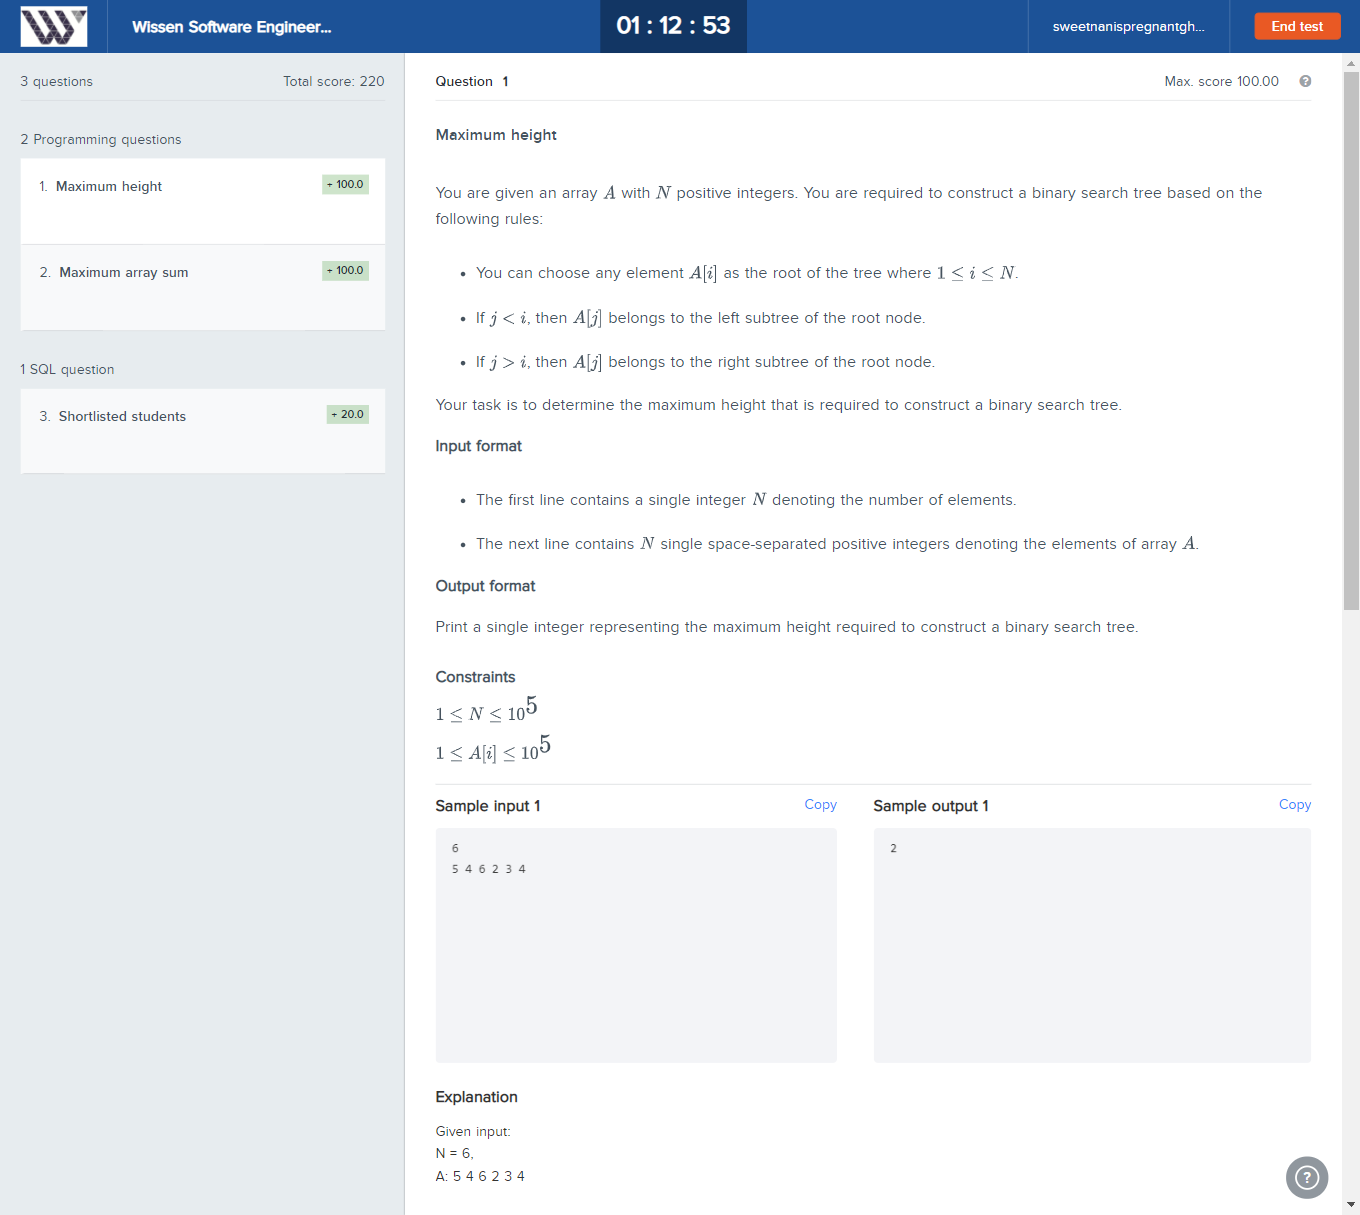 Wissen Software Engineer...
01 : 12 : 53
sweetnanispregnantgh...
End test
3 questions
Total score: 220
2 Programming questions
1. Maximum height
+ 100.0
2. Maximum array sum
+ 100.0
1 SQL question
3. Shortlisted students
+ 20.0
Question 1
Max. score 100.00
?
Maximum height
You are given an array A with N positive integers. You are required to construct a binary search tree based on the
following rules:
• You can choose any element A[i] as the root of the tree where 1 ≤ i ≤ N.
• If j < i, then A[j] belongs to the left subtree of the root node.
• If j > i, then A[j] belongs to the right subtree of the root node.
Your task is to determine the maximum height that is required to construct a binary search tree.
Input format
• The first line contains a single integer N denoting the number of elements.
• The next line contains N single space-separated positive integers denoting the elements of array A.
Output format
Print a single integer representing the maximum height required to construct a binary search tree.
Constraints
1 ≤ N ≤ 10^5
1 ≤ A[i] ≤ 10^5
Sample input 1
Copy
6
5 4 6 2 3 4
Sample output 1
Copy
2
Explanation
Given input:
N = 6,
A: 5 4 6 2 3 4
?